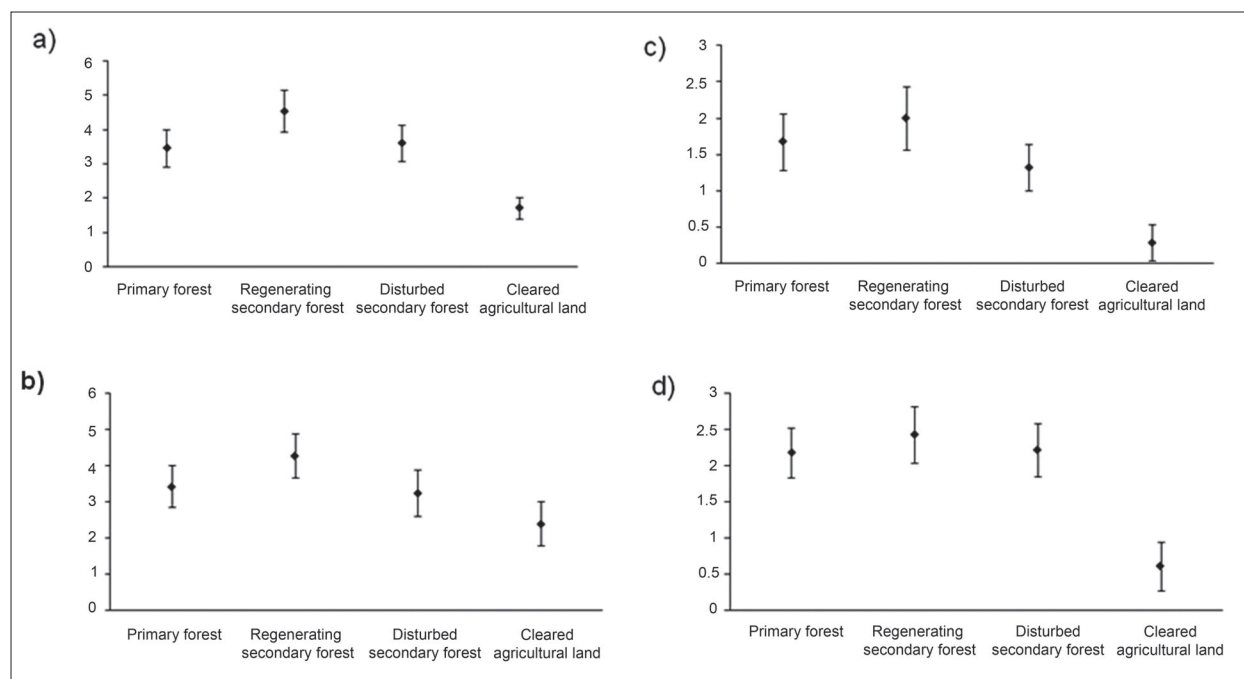 a)
6
5
4
3
2
1
0
Primary forest
Regenerating
secondary forest
Disturbed
secondary forest
Cleared
agricultural land
b)
6
5
4
3
2
1
0
Primary forest
Regenerating
secondary forest
Disturbed
secondary forest
Cleared
agricultural land
c)
3
2.5
2
1.5
1
0.5
0
Primary forest
Regenerating
secondary forest
Disturbed
secondary forest
Cleared
agricultural land
d)
3
2.5
2
1.5
1
0.5
0
Primary forest
Regenerating
secondary forest
Disturbed
secondary forest
Cleared
agricultural land